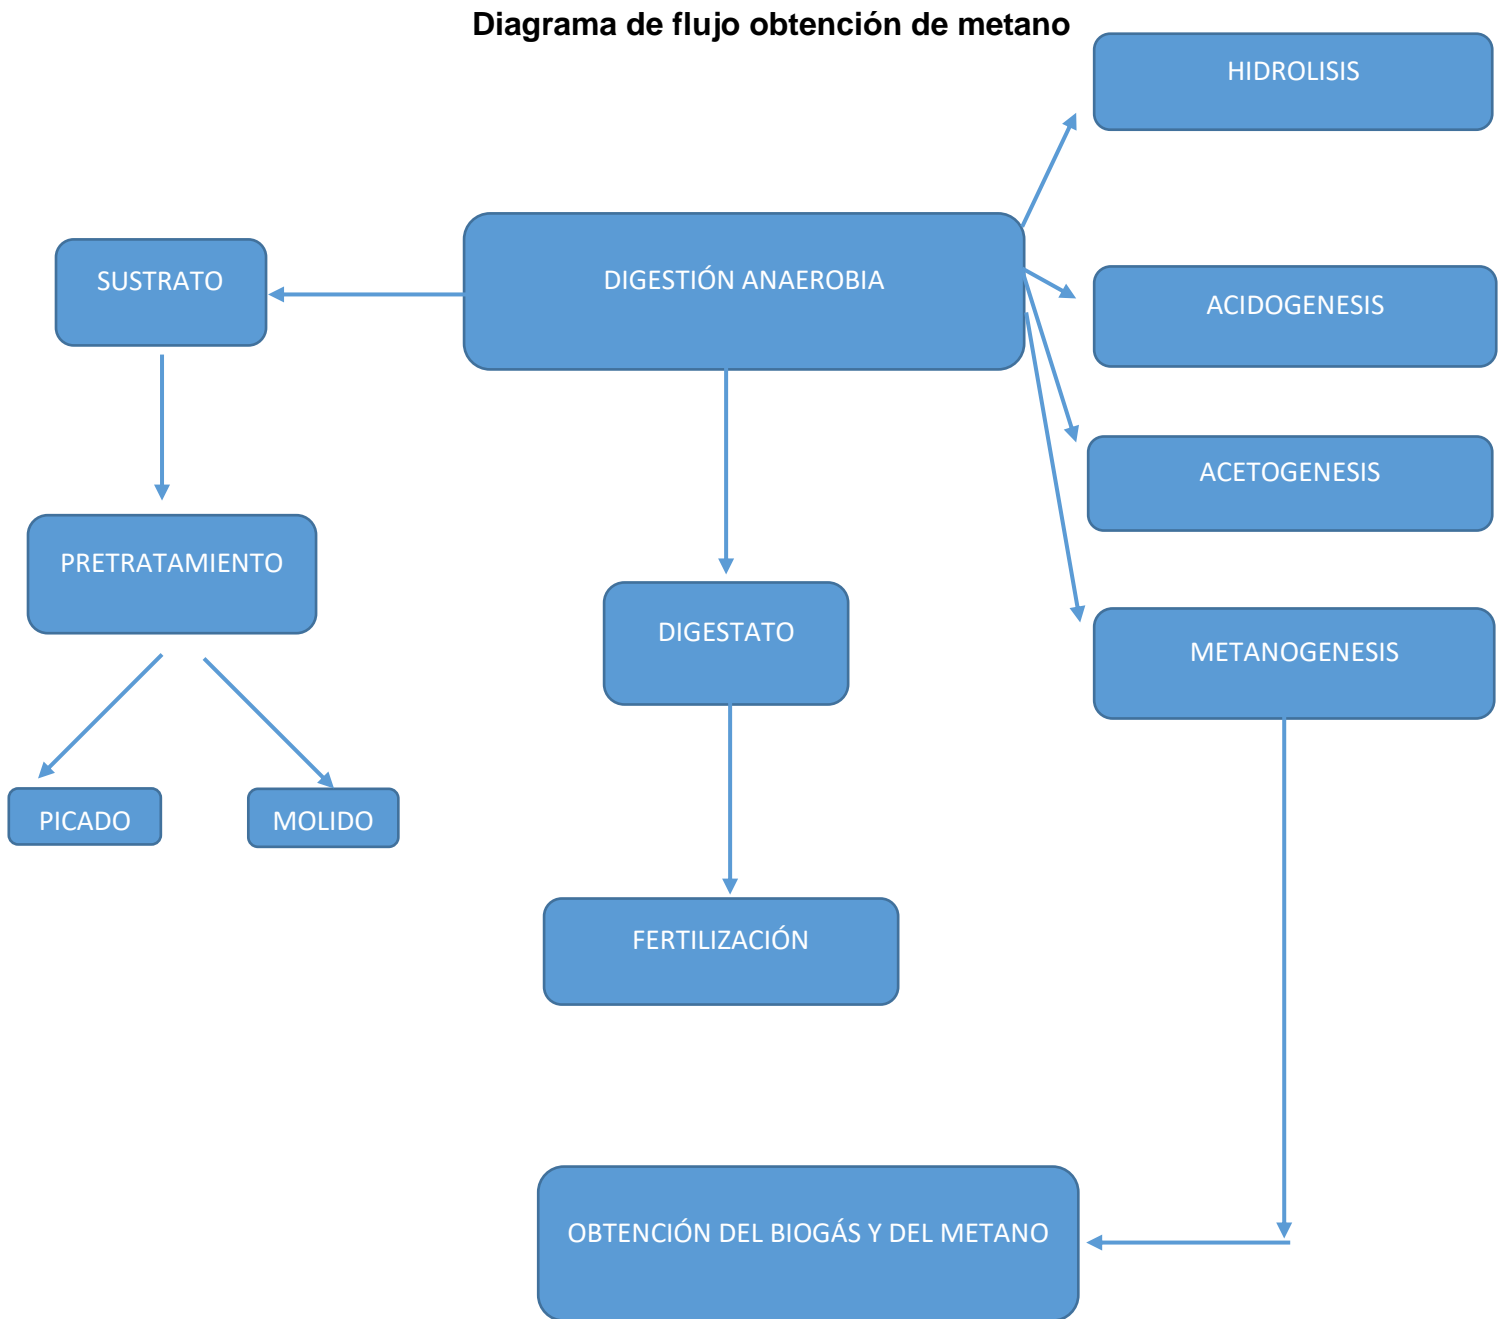 Diagrama de flujo obtención de metano
HIDROLISIS
SUSTRATO
DIGESTIÓN ANAEROBIA
ACIDOGENESIS
ACETOGENESIS
PRETRATAMIENTO
DIGESTATO
METANOGENESIS
PICADO
MOLIDO
FERTILIZACIÓN
OBTENCIÓN DEL BIOGÁS Y DEL METANO